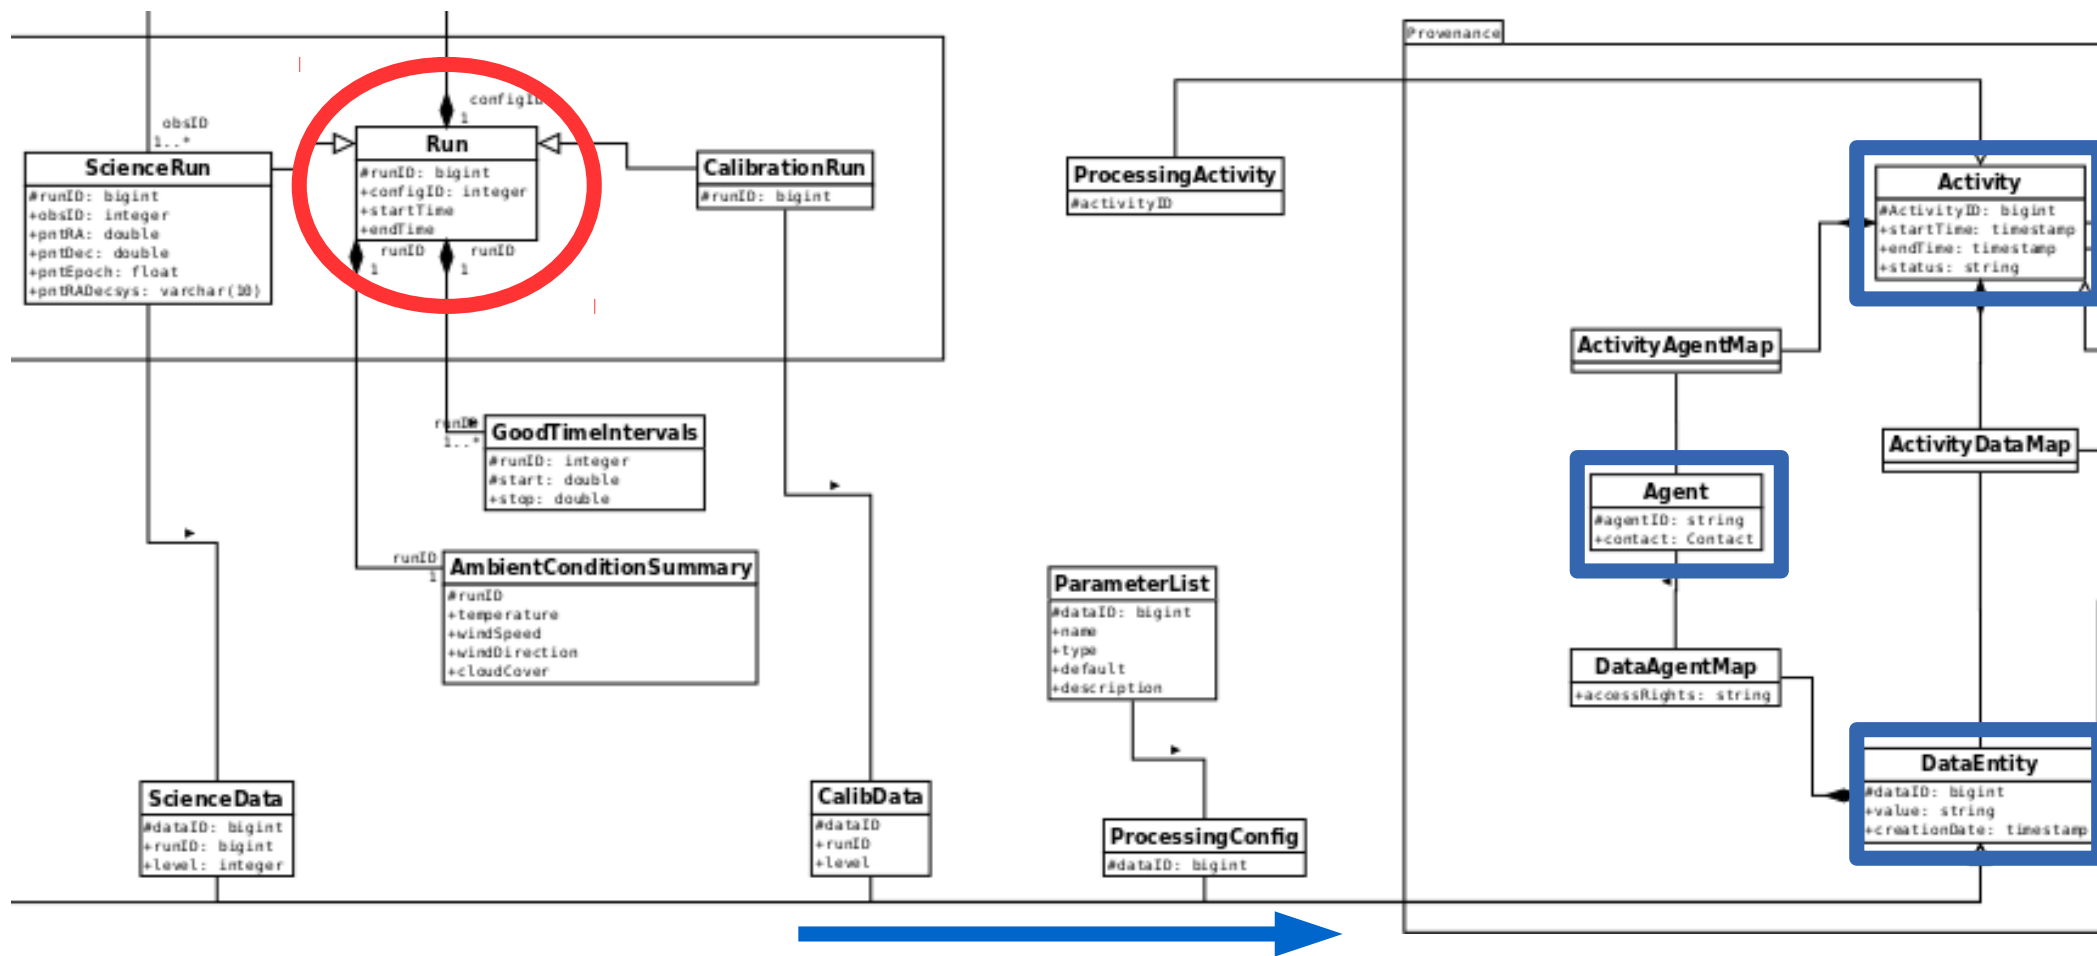 Provenance
configID
1
obsID
1..*
ScienceRun
#runID: bigint
+obsID: integer
+pntRA: double
+pntDec: double
+pntEpoch: float
+pntRADecsys: varchar(10)
Run
#runID: bigint
+configID: integer
+startTime
+endTime
runID
1
runID
1
CalibrationRun
#runID: bigint
ProcessingActivity
#activityID
Activity
#ActivityID: bigint
+startTime: timestamp
+endTime: timestamp
+status: string
ActivityAgentMap
runID
1..*
GoodTimeIntervals
#runID: integer
#start: double
+stop: double
ActivityDataMap
Agent
#agentID: string
+contact: Contact
runID
1
AmbientConditionSummary
#runID
+temperature
+windSpeed
+windDirection
+cloudCover
ParameterList
#dataID: bigint
+name
+type
+default
+description
DataAgentMap
+accessRights: string
ScienceData
#dataID: bigint
+runID: bigint
+level: integer
CalibData
#dataID
+runID
+level
ProcessingConfig
#dataID: bigint
DataEntity
#dataID: bigint
+value: string
+creationDate: timestamp